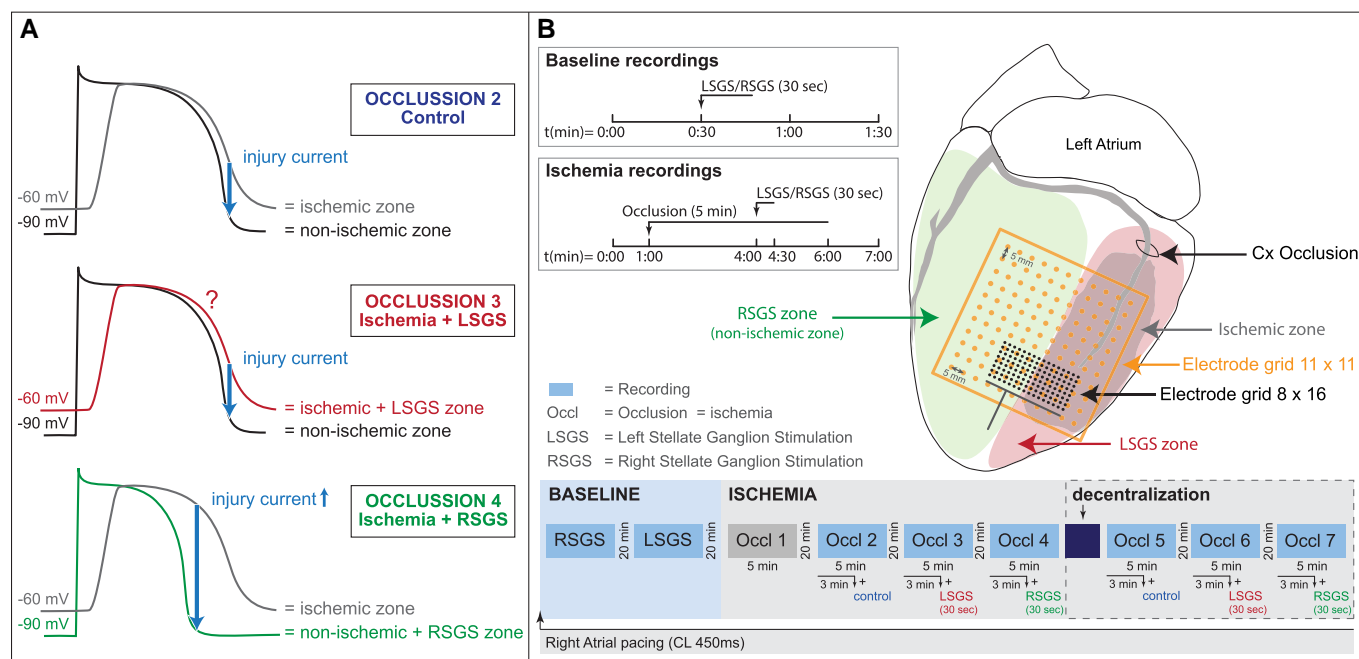 A
OCCLUSSION 2
Control
injury current
-60 mV
-90 mV
= ischemic zone
= non-ischemic zone
OCCLUSSION 3
Ischemia + LSGS
?
injury current
-60 mV
-90 mV
= ischemic + LSGS zone
= non-ischemic zone
OCCLUSSION 4
Ischemia + RSGS
injury current
-60 mV
-90 mV
= ischemic zone
= non-ischemic + RSGS zone
B
Baseline recordings
LSGS/RSGS (30 sec)
t(min)= 0:00 0:30 1:00 1:30
Ischemia recordings
LSGS/RSGS (30 sec)
Occlusion (5 min)
t(min)= 0:00 1:00 4:00 4:30 6:00 7:00
Left Atrium
Cx Occlusion
5 mm
RSGS zone
(non-ischemic zone)
Ischemic zone
Electrode grid 11 x 11
5 mm
Electrode grid 8 x 16
LSGS zone
= Recording
Occl = Occlusion = ischemia
LSGS = Left Stellate Ganglion Stimulation
RSGS = Right Stellate Ganglion Stimulation
BASELINE ISCHEMIA decentralization
RSGS 20 min LSGS 20 min Occl 1 20 min Occl 2 20 min Occl 3 20 min Occl 4 Occl 5 20 min Occl 6 20 min Occl 7
5 min 5 min 5 min 5 min 5 min 5 min 5 min
3 min + 3 min + 3 min + 3 min + 3 min + 3 min +
control LSGS RSGS control LSGS RSGS
(30 sec) (30 sec) (30 sec) (30 sec)
Right Atrial pacing (CL 450ms)